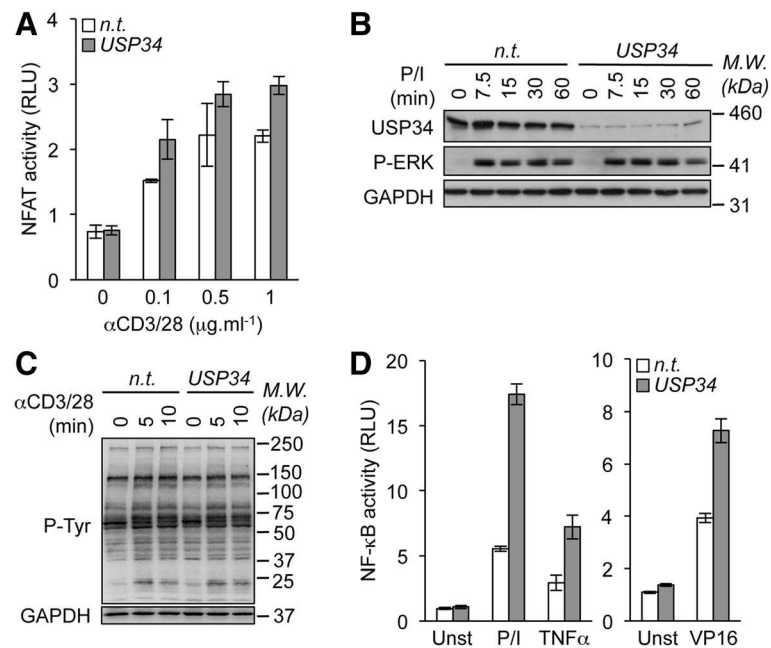 A
4
3
2
1
0
NFAT activity (RLU)
n.t.
USP34
0 0.1 0.5 1
αCD3/28 (μg.ml-1)
B
n.t. USP34 M.W.
(kDa)
P/I
(min)
0 7.5 15 30 60 0 7.5 15 30 60
USP34
460
P-ERK
41
GAPDH
31
C
n.t. USP34 M.W.
(kDa)
αCD3/28
(min)
0 5 10 0 5 10
250
150
100
75
P-Tyr
50
37
25
GAPDH
37
D
20
15
10
5
0
NF-κB activity (RLU)
Unst P/I TNFα
10
8
6
4
2
0
n.t.
USP34
Unst VP16